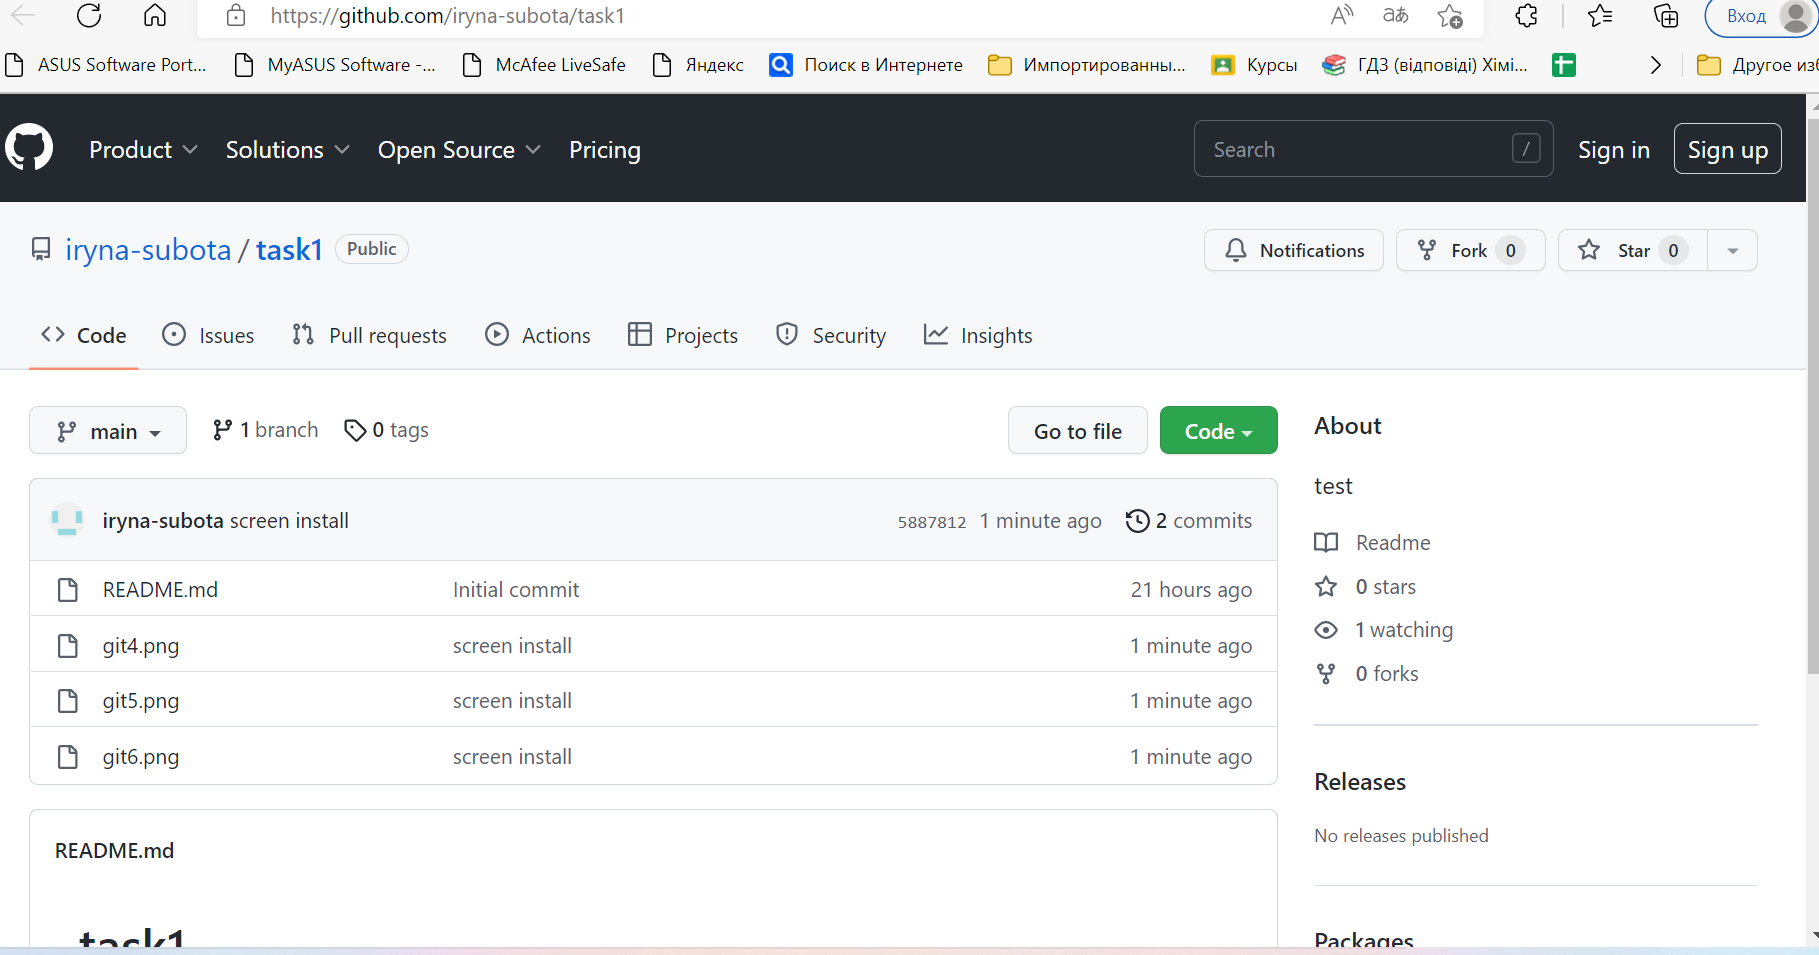 https://github.com/iryna-subota/task1 Вход
ASUS Software Port... MyASUS Software -... McAfee LiveSafe Яндекс Поиск в Интернете Импортированны... Курсы ГДЗ (відповіді) Хімі... Другое изб
Product Solutions Open Source Pricing Search / Sign in Sign up
iryna-subota / task1 Public Notifications Fork 0 Star 0
Code Issues Pull requests Actions Projects Security Insights
main 1 branch 0 tags Go to file Code
iryna-subota screen install 5887812 1 minute ago 2 commits
README.md Initial commit 21 hours ago
git4.png screen install 1 minute ago
git5.png screen install 1 minute ago
git6.png screen install 1 minute ago
README.md
task1
About
test
Readme
0 stars
1 watching
0 forks
Releases
No releases published
Packages